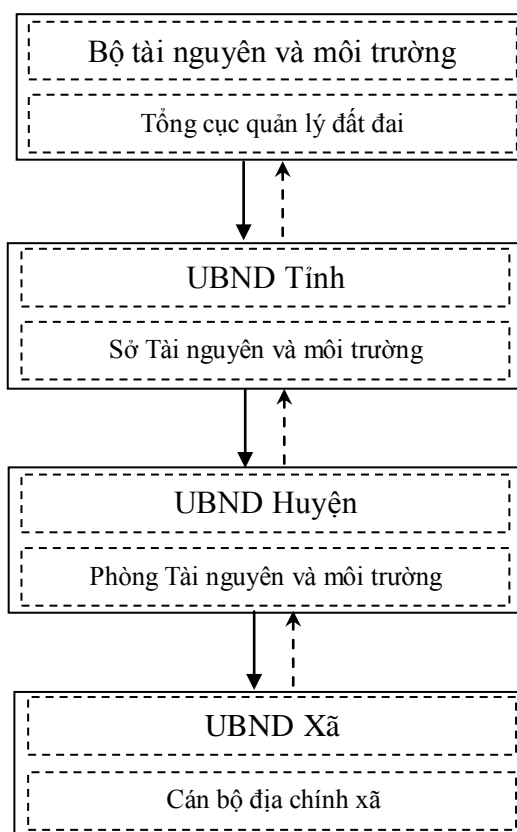 Bộ tài nguyên và môi trường
Tổng cục quản lý đất đai
UBND Tỉnh
Sở Tài nguyên và môi trường
UBND Huyện
Phòng Tài nguyên và môi trường
UBND Xã
Cán bộ địa chính xã